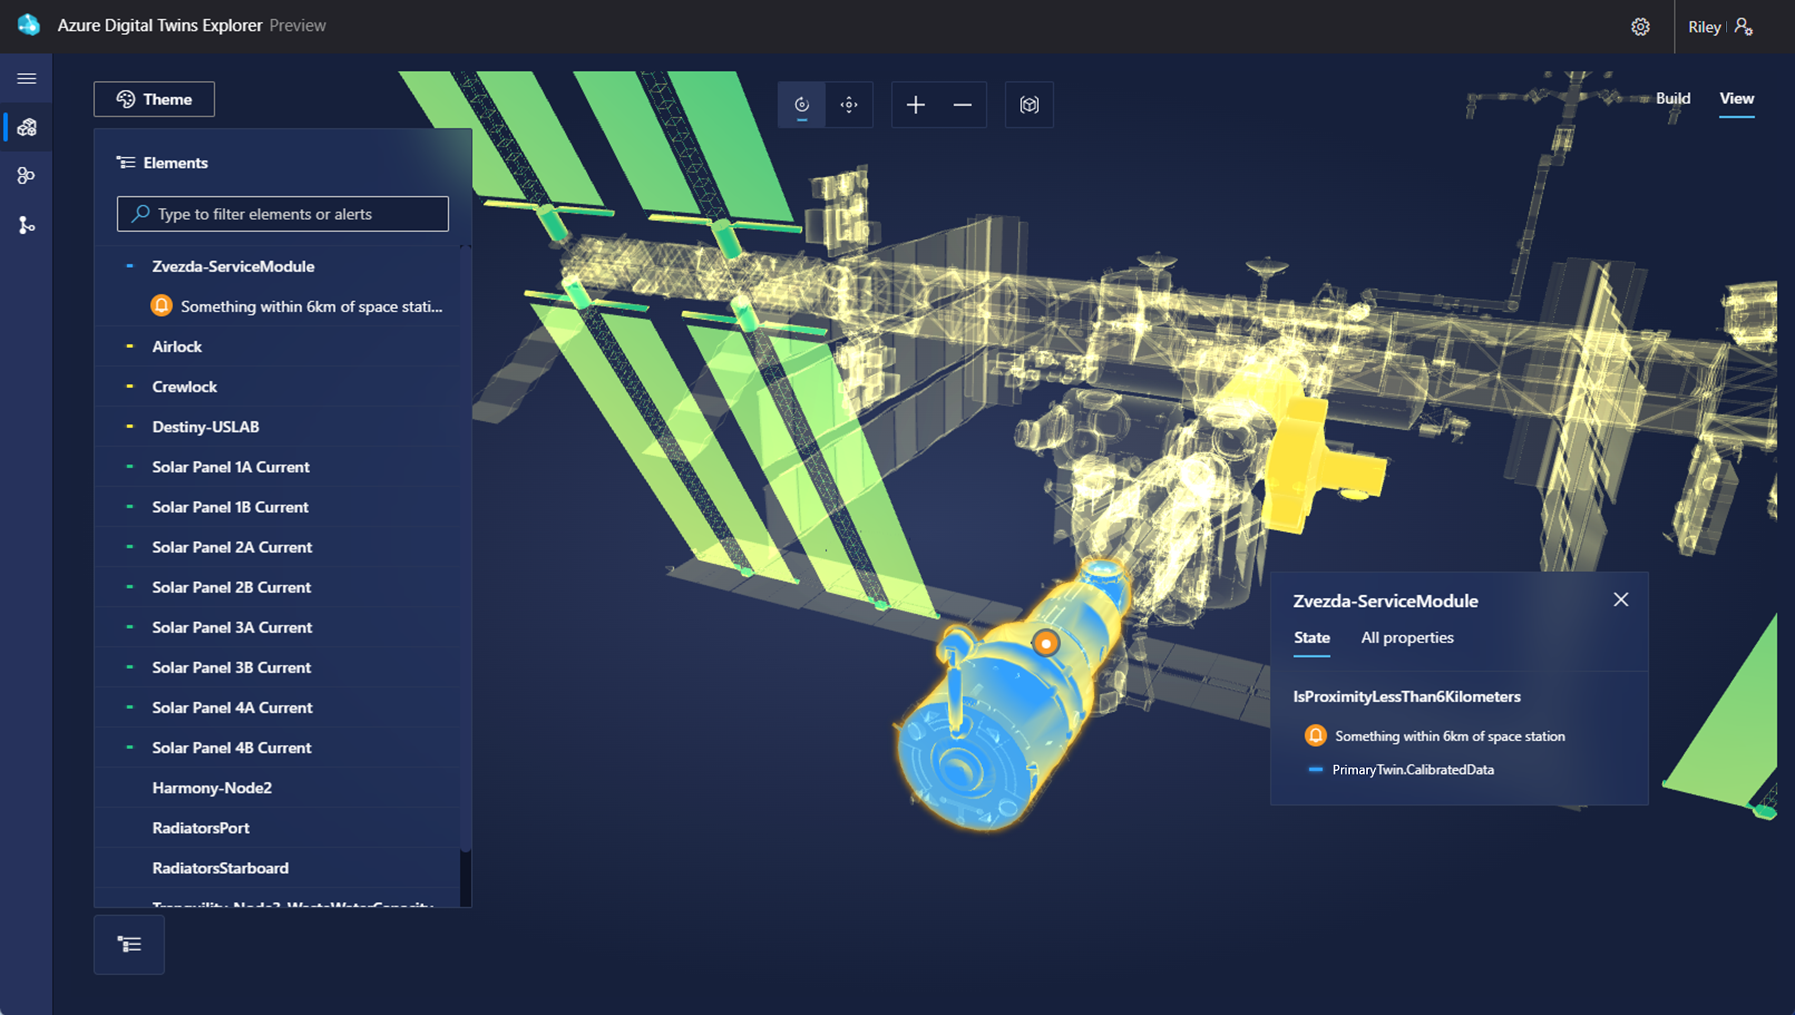 Azure Digital Twins Explorer Preview
Riley
Theme
Build
View
Elements
Type to filter elements or alerts
Zvezda-ServiceModule
Something within 6km of space stati...
Airlock
Crewlock
Destiny-USLAB
Solar Panel 1A Current
Solar Panel 1B Current
Solar Panel 2A Current
Solar Panel 2B Current
Solar Panel 3A Current
Solar Panel 3B Current
Solar Panel 4A Current
Solar Panel 4B Current
Harmony-Node2
RadiatorsPort
RadiatorsStarboard
Tranquility-Node3-WasteWaterCapacity
Zvezda-ServiceModule
State
All properties
IsProximityLessThan6Kilometers
Something within 6km of space station
PrimaryTwin.CalibratedData